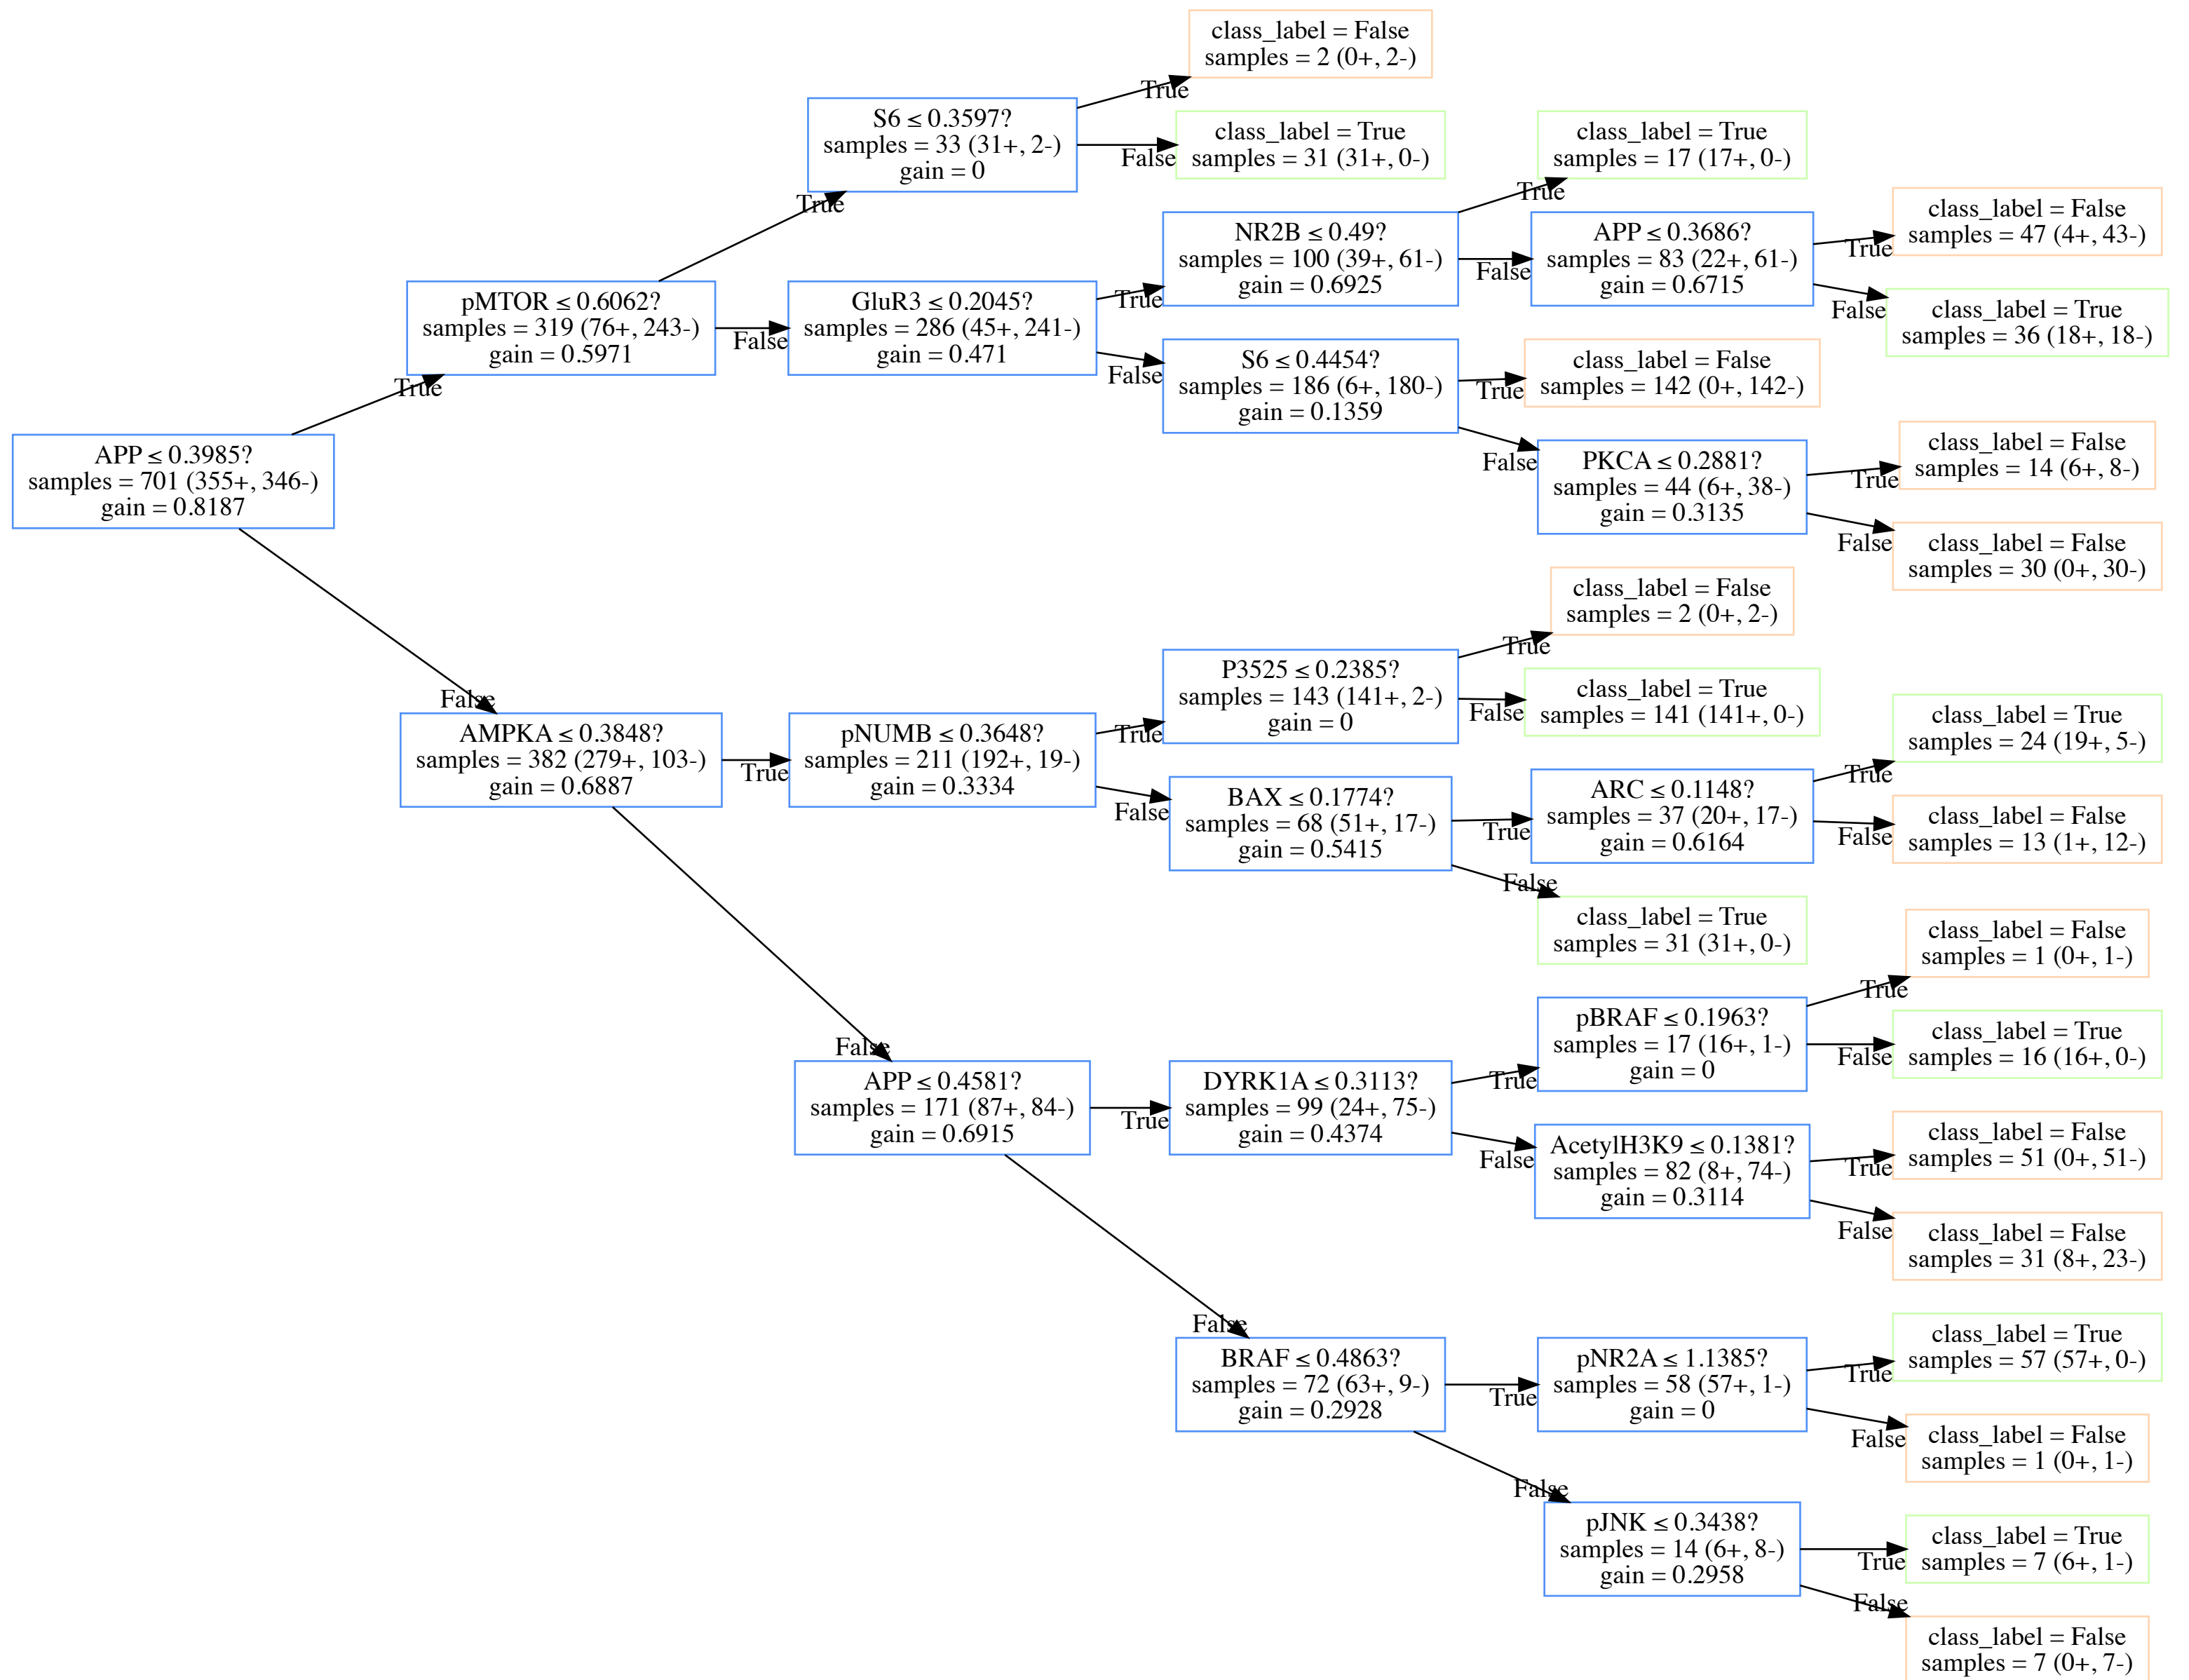 class_label = False
samples = 2 (0+, 2-)
True
S6 ≤ 0.3597?
samples = 33 (31+, 2-)
gain = 0
False
class_label = True
samples = 31 (31+, 0-)
class_label = True
samples = 17 (17+, 0-)
True
True
NR2B ≤ 0.49?
samples = 100 (39+, 61-)
gain = 0.6925
False
APP ≤ 0.3686?
samples = 83 (22+, 61-)
gain = 0.6715
True
class_label = False
samples = 47 (4+, 43-)
False
class_label = True
samples = 36 (18+, 18-)
pMTOR ≤ 0.6062?
samples = 319 (76+, 243-)
gain = 0.5971
False
GluR3 ≤ 0.2045?
samples = 286 (45+, 241-)
gain = 0.471
True
False
S6 ≤ 0.4454?
samples = 186 (6+, 180-)
gain = 0.1359
True
class_label = False
samples = 142 (0+, 142-)
True
False
PKCA ≤ 0.2881?
samples = 44 (6+, 38-)
gain = 0.3135
True
class_label = False
samples = 14 (6+, 8-)
False
class_label = False
samples = 30 (0+, 30-)
APP ≤ 0.3985?
samples = 701 (355+, 346-)
gain = 0.8187
class_label = False
samples = 2 (0+, 2-)
True
P3525 ≤ 0.2385?
samples = 143 (141+, 2-)
gain = 0
False
class_label = True
samples = 141 (141+, 0-)
False
AMPKA ≤ 0.3848?
samples = 382 (279+, 103-)
gain = 0.6887
True
pNUMB ≤ 0.3648?
samples = 211 (192+, 19-)
gain = 0.3334
True
False
BAX ≤ 0.1774?
samples = 68 (51+, 17-)
gain = 0.5415
True
ARC ≤ 0.1148?
samples = 37 (20+, 17-)
gain = 0.6164
True
class_label = True
samples = 24 (19+, 5-)
False
class_label = False
samples = 13 (1+, 12-)
False
class_label = True
samples = 31 (31+, 0-)
class_label = False
samples = 1 (0+, 1-)
True
pBRAF ≤ 0.1963?
samples = 17 (16+, 1-)
gain = 0
False
class_label = True
samples = 16 (16+, 0-)
False
APP ≤ 0.4581?
samples = 171 (87+, 84-)
gain = 0.6915
True
DYRK1A ≤ 0.3113?
samples = 99 (24+, 75-)
gain = 0.4374
True
False
AcetylH3K9 ≤ 0.1381?
samples = 82 (8+, 74-)
gain = 0.3114
True
class_label = False
samples = 51 (0+, 51-)
False
class_label = False
samples = 31 (8+, 23-)
False
BRAF ≤ 0.4863?
samples = 72 (63+, 9-)
gain = 0.2928
True
pNR2A ≤ 1.1385?
samples = 58 (57+, 1-)
gain = 0
True
class_label = True
samples = 57 (57+, 0-)
False
class_label = False
samples = 1 (0+, 1-)
False
pJNK ≤ 0.3438?
samples = 14 (6+, 8-)
gain = 0.2958
True
class_label = True
samples = 7 (6+, 1-)
False
class_label = False
samples = 7 (0+, 7-)